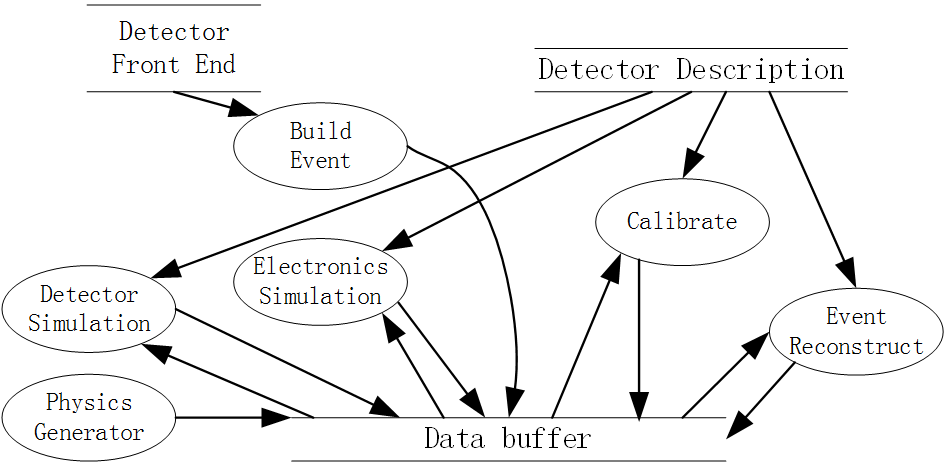 Detector
Front End
Detector Description
Build
Event
Calibrate
Electronics
Simulation
Detector
Simulation
Event
Reconstruct
Physics
Generator
Data buffer